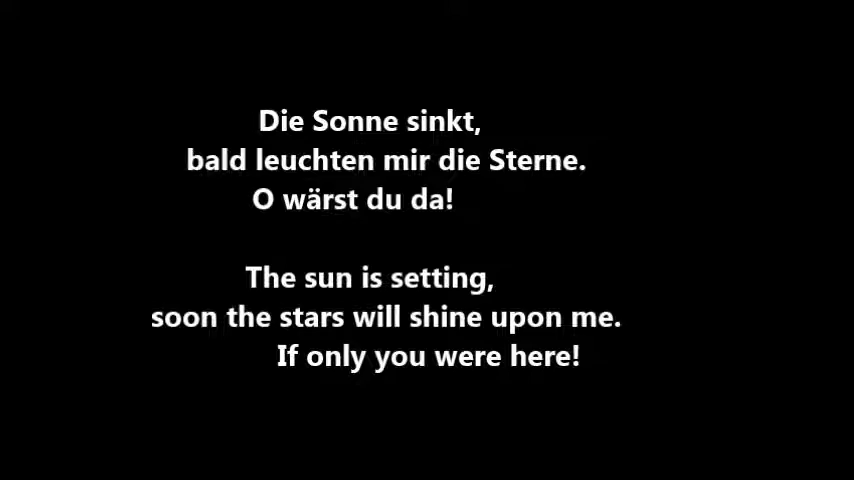 Die Sonne sinkt,
bald leuchten mir die Sterne.
O wärst du da!
The sun is setting,
soon the stars will shine upon me.
If only you were here!